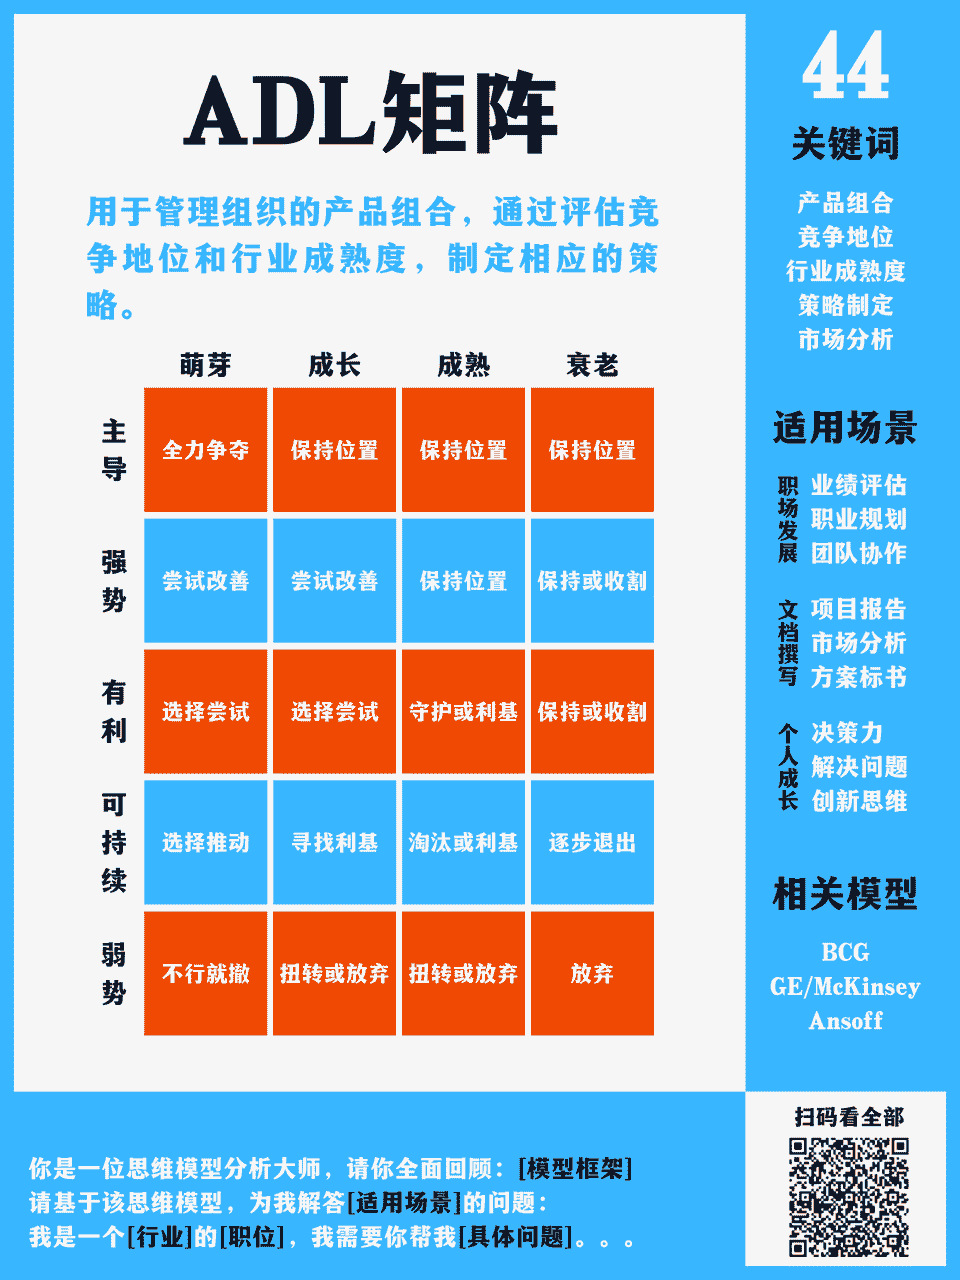 ADL矩阵
用于管理组织的产品组合，通过评估竞
争地位和行业成熟度，制定相应的策
略。
萌芽 成长 成熟 衰老
主导 全力争夺 保持位置 保持位置 保持位置
强势 尝试改善 尝试改善 保持位置 保持或收割
有利 选择尝试 选择尝试 守护或利基 保持或收割
可持续 选择推动 寻找利基 淘汰或利基 逐步退出
弱势 不行就撤 扭转或放弃 扭转或放弃 放弃
44
关键词
产品组合
竞争地位
行业成熟度
策略制定
市场分析
适用场景
职场发展
业绩评估
职业规划
团队协作
文档撰写
项目报告
市场分析
方案标书
个人成长
决策力
解决问题
创新思维
相关模型
BCG
GE/McKinsey
Ansoff
你是一位思维模型分析大师，请你全面回顾：[模型框架]
请基于该思维模型，为我解答[适用场景]的问题：
我是一个[行业]的[职位]，我需要你帮我[具体问题]。。。
扫码看全部